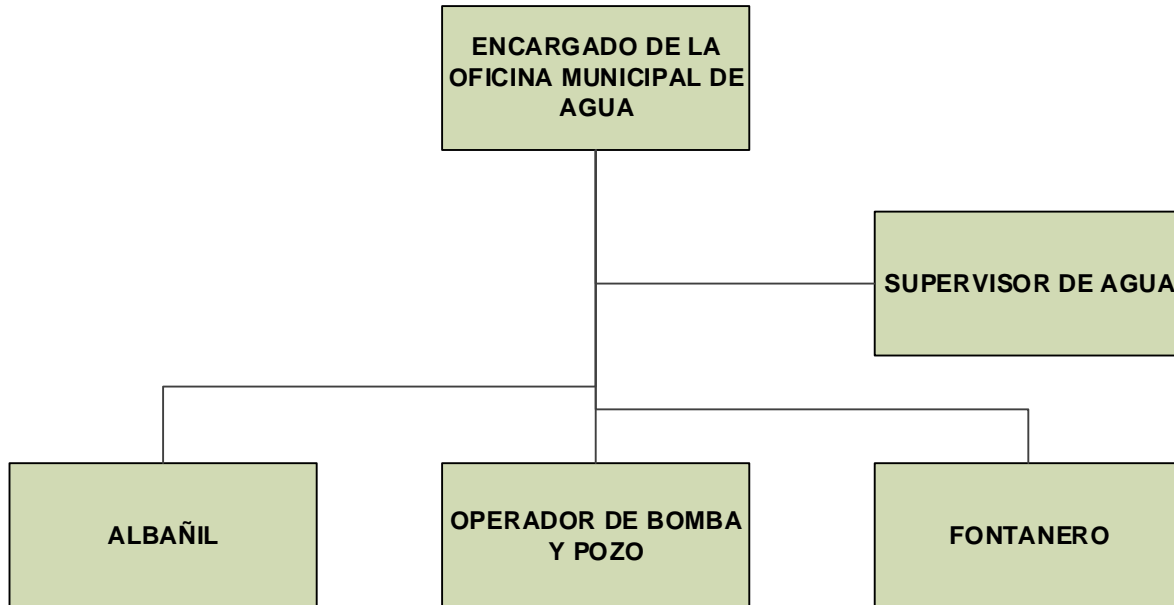 ENCARGADO DE LA
OFICINA MUNICIPAL DE
AGUA
SUPERVISOR DE AGUA
ALBAÑIL
OPERADOR DE BOMBA
Y POZO
FONTANERO